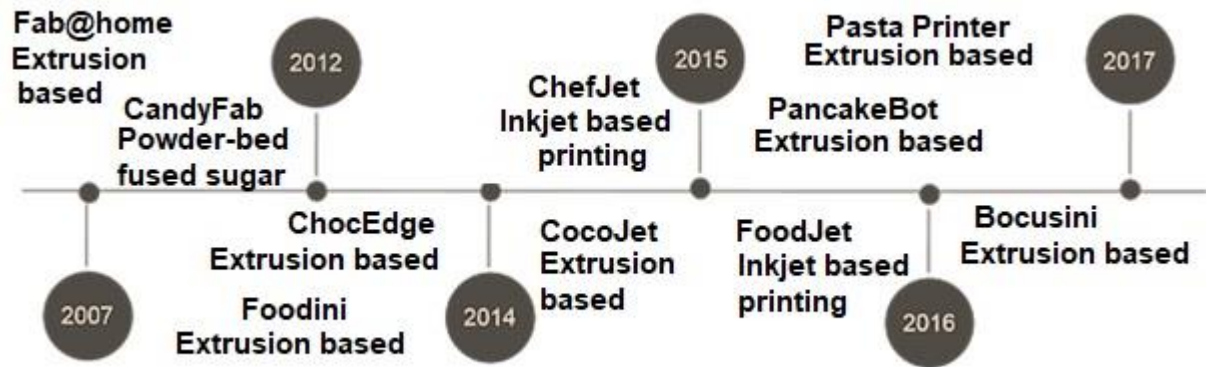 Fab@home
Extrusion
based
2007
CandyFab
Powder-bed
fused sugar
2012
ChocEdge
Extrusion based
Foodini
Extrusion based
2014
ChefJet
Inkjet based
printing
CocoJet
Extrusion
based
2015
PancakeBot
Extrusion based
FoodJet
Inkjet based
printing
2016
Pasta Printer
Extrusion based
Bocusini
Extrusion based
2017